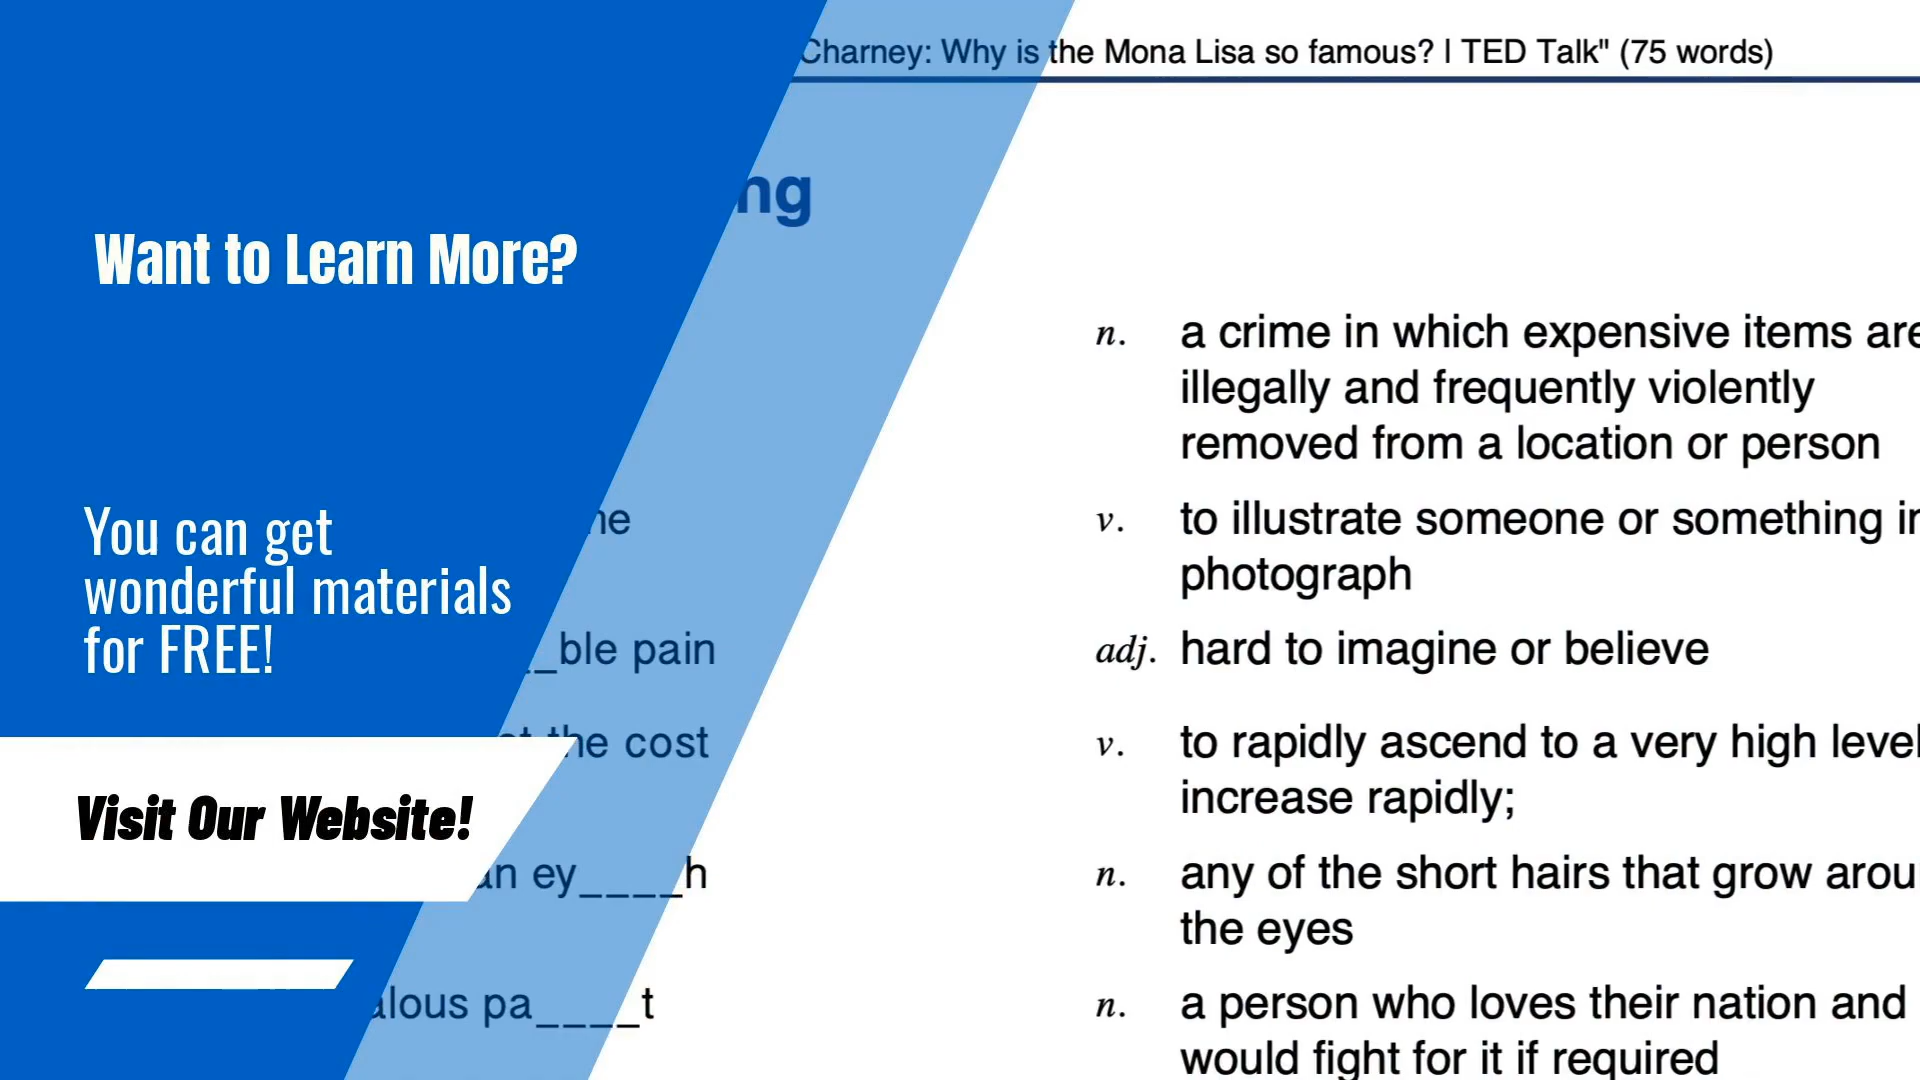 Charney: Why is the Mona Lisa so famous? | TED Talk" (75 words)
ng
Want to Learn More?
You can get
wonderful materials
for FREE!
Visit Our Website!
n. a crime in which expensive items are
illegally and frequently violently
removed from a location or person
v. to illustrate someone or something in
photograph
_ble pain adj. hard to imagine or believe
the cost v. to rapidly ascend to a very high level
increase rapidly;
an ey____h n. any of the short hairs that grow arou
the eyes
alous pa____t n. a person who loves their nation and
would fight for it if required